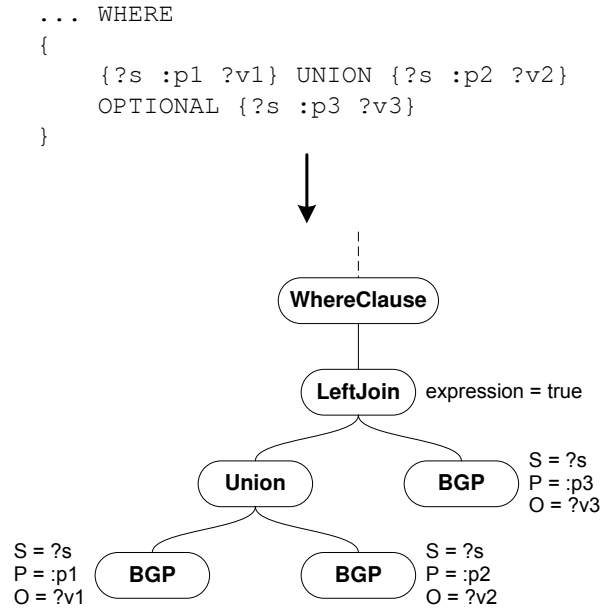 ... WHERE
{
{?s :p1 ?v1} UNION {?s :p2 ?v2}
OPTIONAL {?s :p3 ?v3}
}
WhereClause
LeftJoin
expression = true
Union
BGP
S = ?s
P = :p3
O = ?v3
S = ?s
P = :p1
O = ?v1
BGP
BGP
S = ?s
P = :p2
O = ?v2